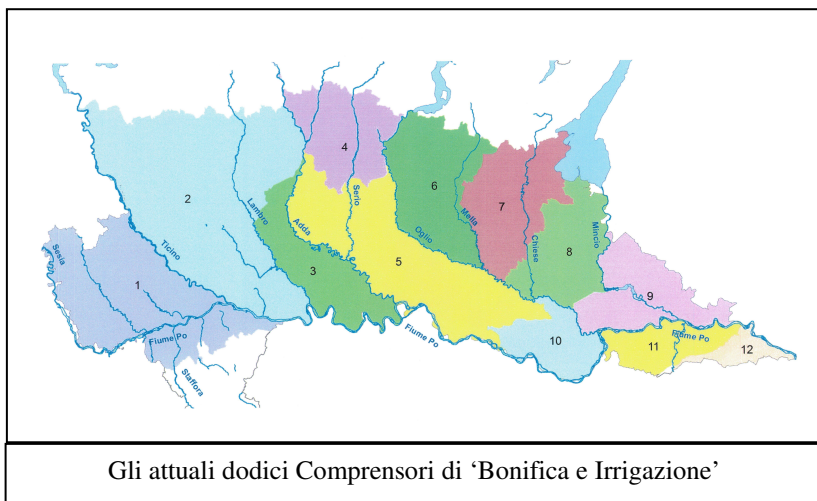 4
2
6
7
Serio
Lambro
Mella
Sesia
Adda
Oglio
Chiese
Mincio
8
Ticino
3
5
1
9
Fiume Po
Fiume Po
Fiume Po
10
11
12
Staffora
Gli attuali dodici Comprensori di ‘Bonifica e Irrigazione’